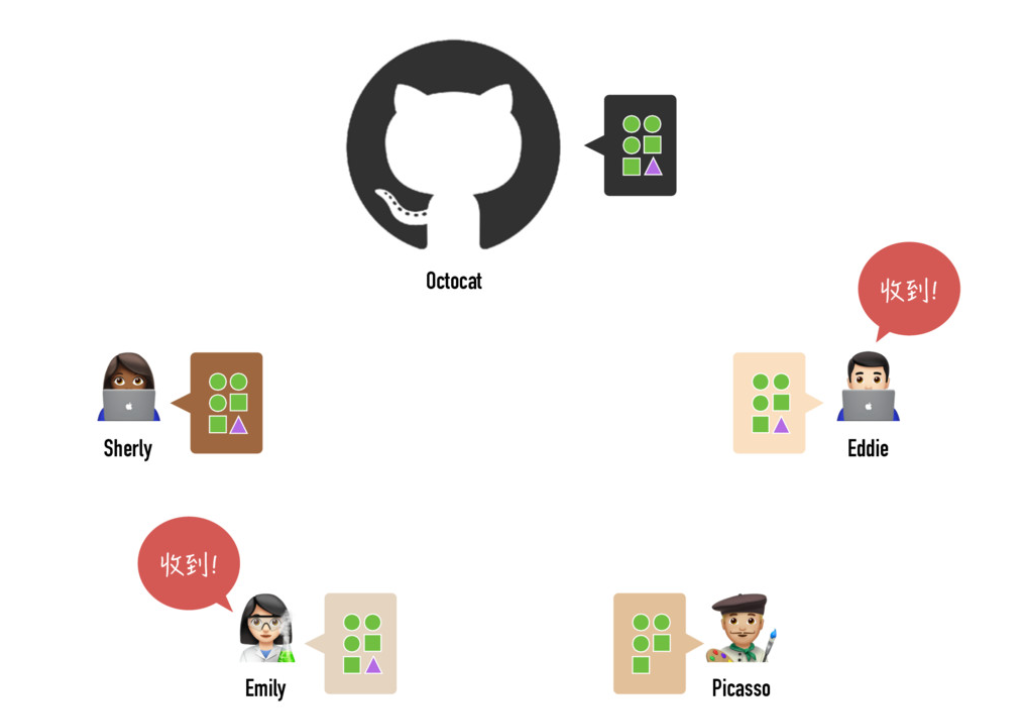 Octocat
收到!
Sherly
Eddie
收到!
Emily
Picasso